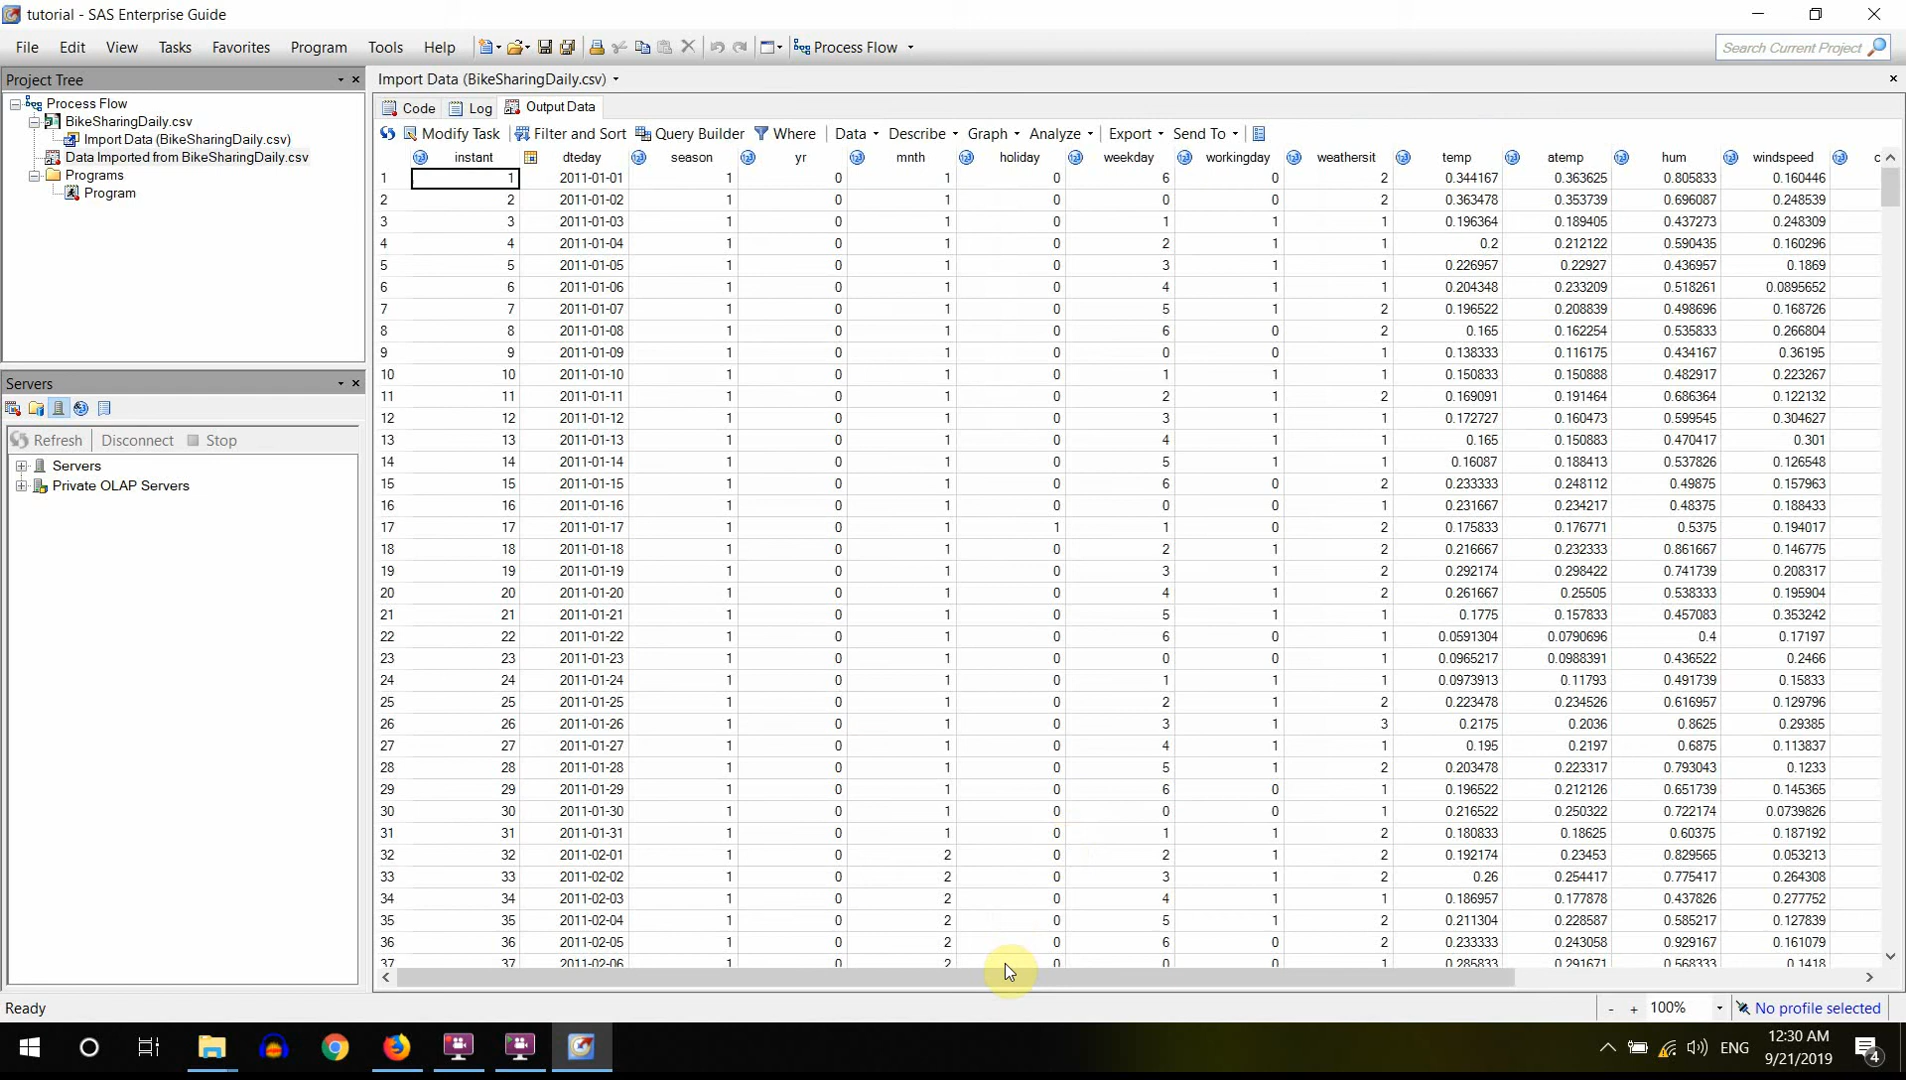 tutorial - SAS Enterprise Guide
File Edit View Tasks Favorites Program Tools Help Process Flow Search Current Project
Project Tree
Process Flow
BikeSharingDaily.csv
Import Data (BikeSharingDaily.csv)
Data Imported from BikeSharingDaily.csv
Programs
Program
Servers
Refresh Disconnect Stop
Servers
Private OLAP Servers
Import Data (BikeSharingDaily.csv)
Code Log Output Data
Modify Task Filter and Sort Query Builder Where Data Describe Graph Analyze Export Send To
instant dteday season yr mnth holiday weekday workingday weathersit temp atemp hum windspeed
1 1 2011-01-01 1 0 1 0 6 0 2 0.344167 0.363625 0.805833 0.160446
2 2 2011-01-02 1 0 1 0 0 0 2 0.363478 0.353739 0.696087 0.248539
3 3 2011-01-03 1 0 1 0 1 1 1 0.196364 0.189405 0.437273 0.248309
4 4 2011-01-04 1 0 1 0 2 1 1 0.2 0.212122 0.590435 0.160296
5 5 2011-01-05 1 0 1 0 3 1 1 0.226957 0.22927 0.436957 0.1869
6 6 2011-01-06 1 0 1 0 4 1 1 0.204348 0.233209 0.518261 0.0895652
7 7 2011-01-07 1 0 1 0 5 1 2 0.196522 0.208839 0.498696 0.168726
8 8 2011-01-08 1 0 1 0 6 0 2 0.165 0.162254 0.535833 0.266804
9 9 2011-01-09 1 0 1 0 0 0 1 0.138333 0.116175 0.434167 0.36195
10 10 2011-01-10 1 0 1 0 1 1 1 0.150833 0.150888 0.482917 0.223267
11 11 2011-01-11 1 0 1 0 2 1 2 0.169091 0.191464 0.686364 0.122132
12 12 2011-01-12 1 0 1 0 3 1 1 0.172727 0.160473 0.599545 0.304627
13 13 2011-01-13 1 0 1 0 4 1 1 0.165 0.150883 0.470417 0.301
14 14 2011-01-14 1 0 1 0 5 1 1 0.16087 0.188413 0.537826 0.126548
15 15 2011-01-15 1 0 1 0 6 0 2 0.233333 0.248112 0.49875 0.157963
16 16 2011-01-16 1 0 1 0 0 0 1 0.231667 0.234217 0.48375 0.188433
17 17 2011-01-17 1 0 1 1 1 0 2 0.175833 0.176771 0.5375 0.194017
18 18 2011-01-18 1 0 1 0 2 1 2 0.216667 0.232333 0.861667 0.146775
19 19 2011-01-19 1 0 1 0 3 1 2 0.292174 0.298422 0.741739 0.208317
20 20 2011-01-20 1 0 1 0 4 1 2 0.261667 0.25505 0.538333 0.195904
21 21 2011-01-21 1 0 1 0 5 1 1 0.1775 0.157833 0.457083 0.353242
22 22 2011-01-22 1 0 1 0 6 0 1 0.0591304 0.0790696 0.4 0.17197
23 23 2011-01-23 1 0 1 0 0 0 1 0.0965217 0.0988391 0.436522 0.2466
24 24 2011-01-24 1 0 1 0 1 1 1 0.0973913 0.11793 0.491739 0.15833
25 25 2011-01-25 1 0 1 0 2 1 2 0.223478 0.234526 0.616957 0.129796
26 26 2011-01-26 1 0 1 0 3 1 3 0.2175 0.2036 0.8625 0.29385
27 27 2011-01-27 1 0 1 0 4 1 1 0.195 0.2197 0.6875 0.113837
28 28 2011-01-28 1 0 1 0 5 1 2 0.203478 0.223317 0.793043 0.1233
29 29 2011-01-29 1 0 1 0 6 0 1 0.196522 0.212126 0.651739 0.145365
30 30 2011-01-30 1 0 1 0 0 0 1 0.216522 0.250322 0.722174 0.0739826
31 31 2011-01-31 1 0 1 0 1 1 2 0.180833 0.18625 0.60375 0.187192
32 32 2011-02-01 1 0 2 0 2 1 2 0.192174 0.23453 0.829565 0.053213
33 33 2011-02-02 1 0 2 0 3 1 2 0.26 0.254417 0.775417 0.264308
34 34 2011-02-03 1 0 2 0 4 1 1 0.186957 0.177878 0.437826 0.277752
35 35 2011-02-04 1 0 2 0 5 1 2 0.211304 0.228587 0.585217 0.127839
36 36 2011-02-05 1 0 2 0 6 0 2 0.233333 0.243058 0.929167 0.161079
37 37 2011-02-06 1 0 2 0 0 0 1 0.285833 0.291671 0.568333 0.1418
Ready - + 100% No profile selected
ENG
12:30 AM
9/21/2019
4